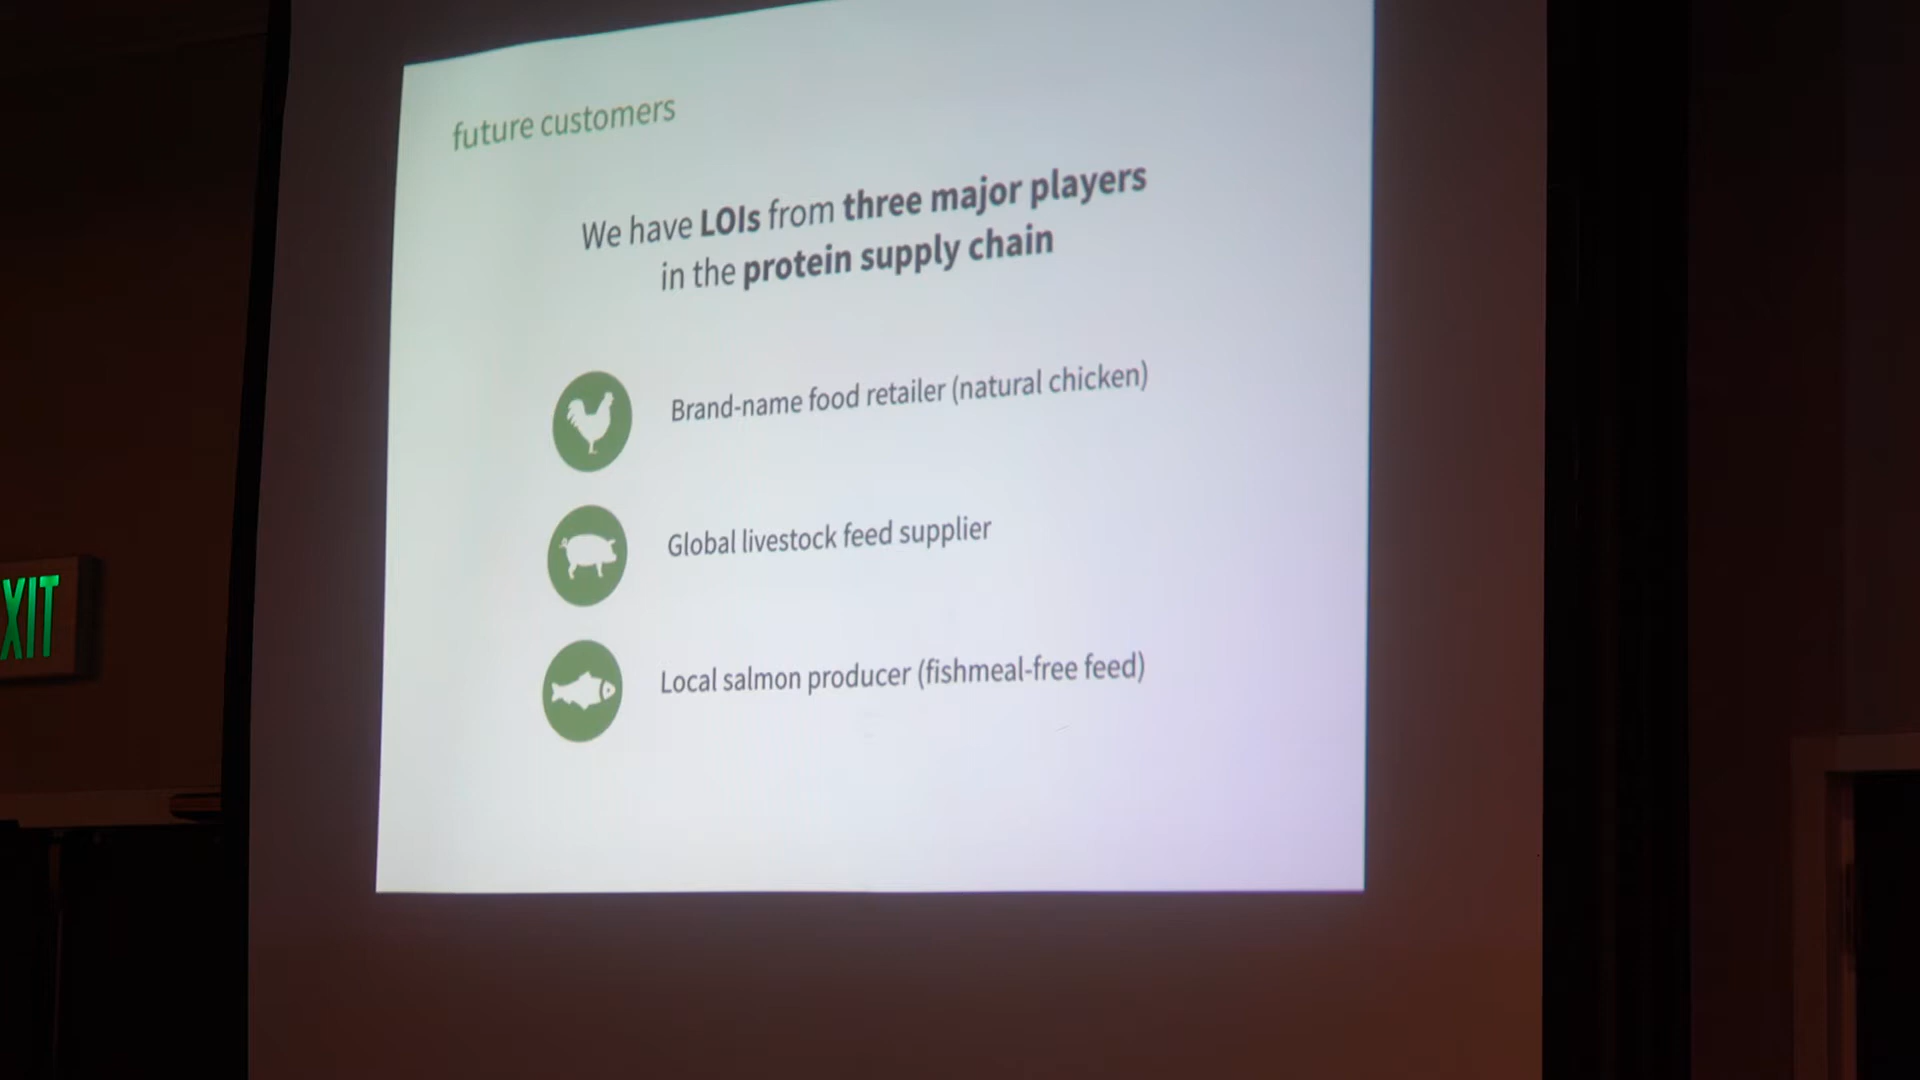 future customers
We have LOIs from three major players
in the protein supply chain
Brand-name food retailer (natural chicken)
Global livestock feed supplier
Local salmon producer (fishmeal-free feed)
XIT